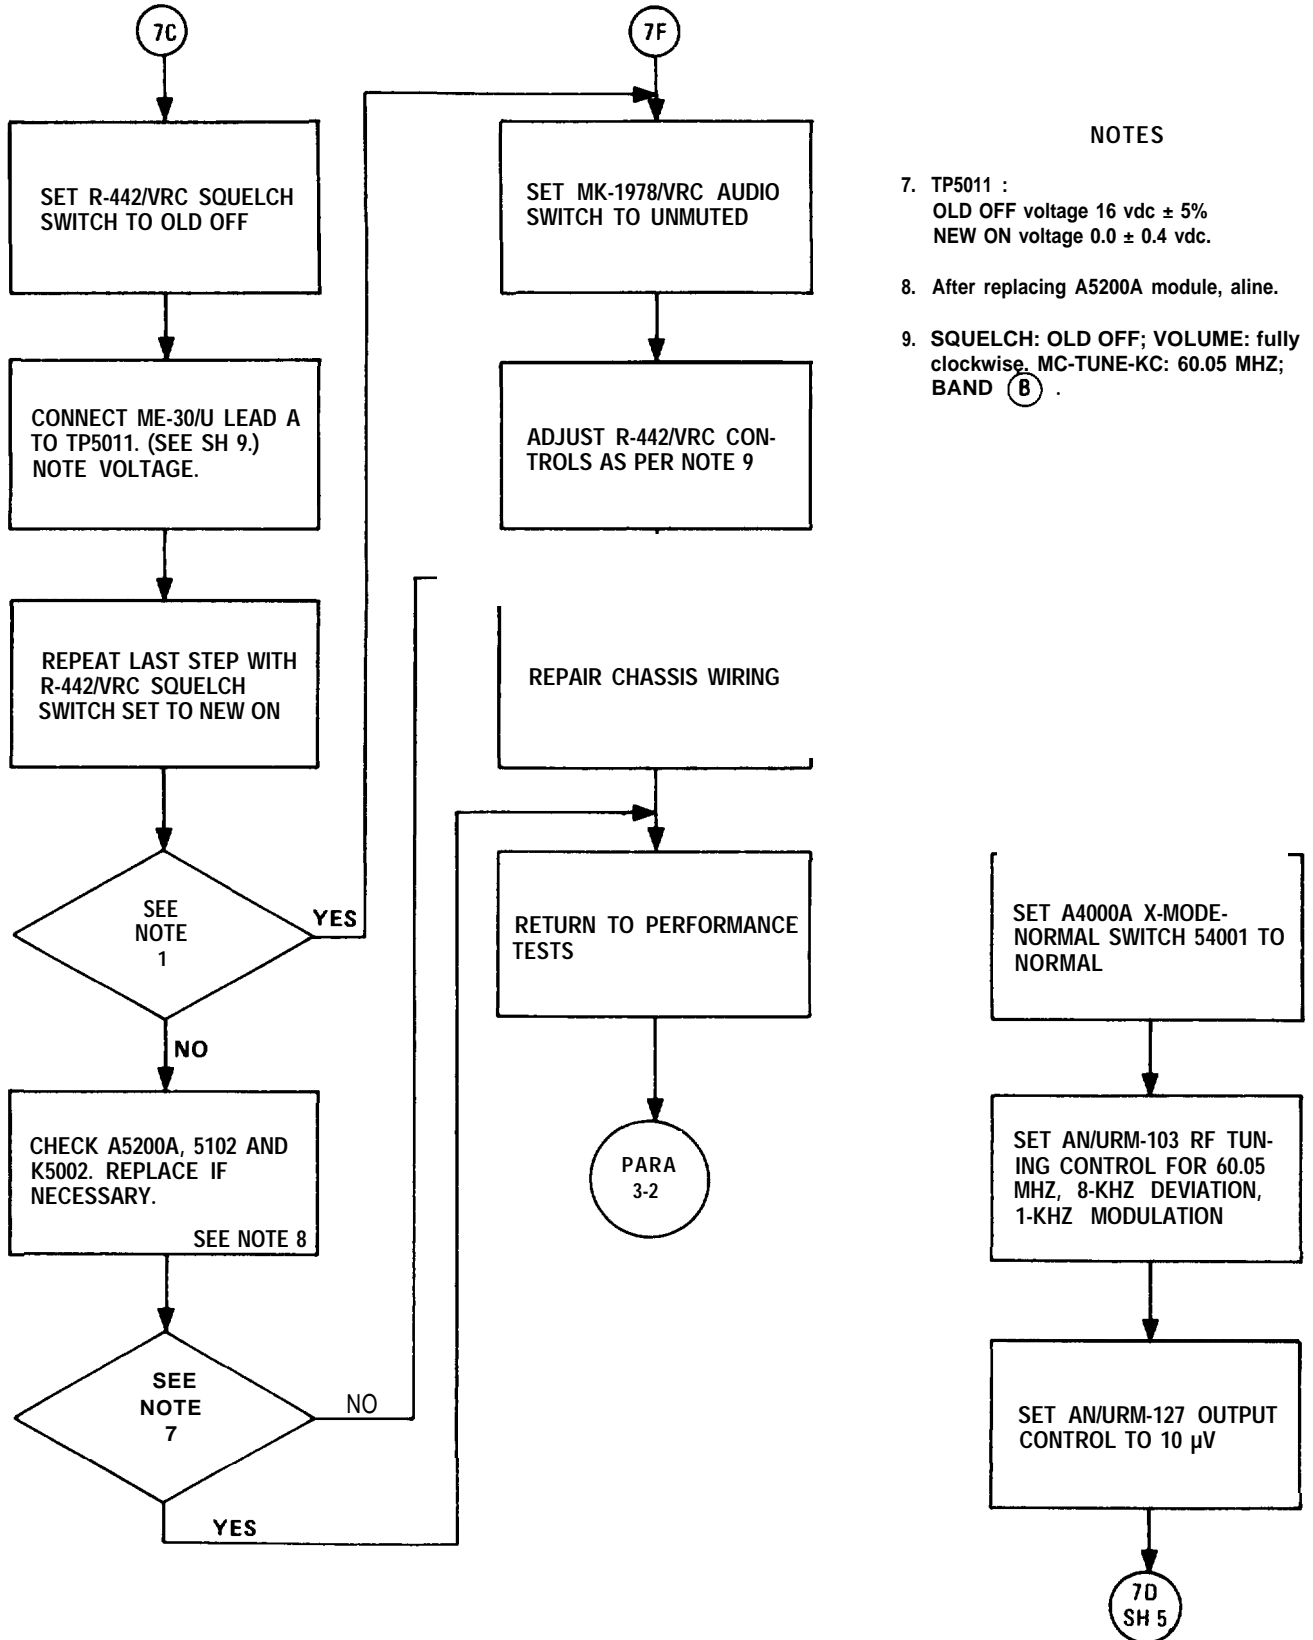 7C
SET R-442/VRC SQUELCH
SWITCH TO OLD OFF
CONNECT ME-30/U LEAD A
TO TP5011. (SEE SH 9.)
NOTE VOLTAGE.
REPEAT LAST STEP WITH
R-442/VRC SQUELCH
SWITCH SET TO NEW ON
SEE
NOTE
1
YES
NO
CHECK A5200A, 5102 AND
K5002. REPLACE IF
NECESSARY.
SEE NOTE 8
SEE
NOTE
7
NO
YES
7F
SET MK-1978/VRC AUDIO
SWITCH TO UNMUTED
ADJUST R-442/VRC CON-
TROLS AS PER NOTE 9
REPAIR CHASSIS WIRING
RETURN TO PERFORMANCE
TESTS
PARA
3-2
NOTES
7. TP5011 :
OLD OFF voltage 16 vdc ± 5%
NEW ON voltage 0.0 ± 0.4 vdc.
8. After replacing A5200A module, aline.
9. SQUELCH: OLD OFF; VOLUME: fully
clockwise. MC-TUNE-KC: 60.05 MHZ;
BAND B .
SET A4000A X-MODE-
NORMAL SWITCH 54001 TO
NORMAL
SET AN/URM-103 RF TUN-
ING CONTROL FOR 60.05
MHZ, 8-KHZ DEVIATION,
1-KHZ MODULATION
SET AN/URM-127 OUTPUT
CONTROL TO 10 µV
7D
SH 5